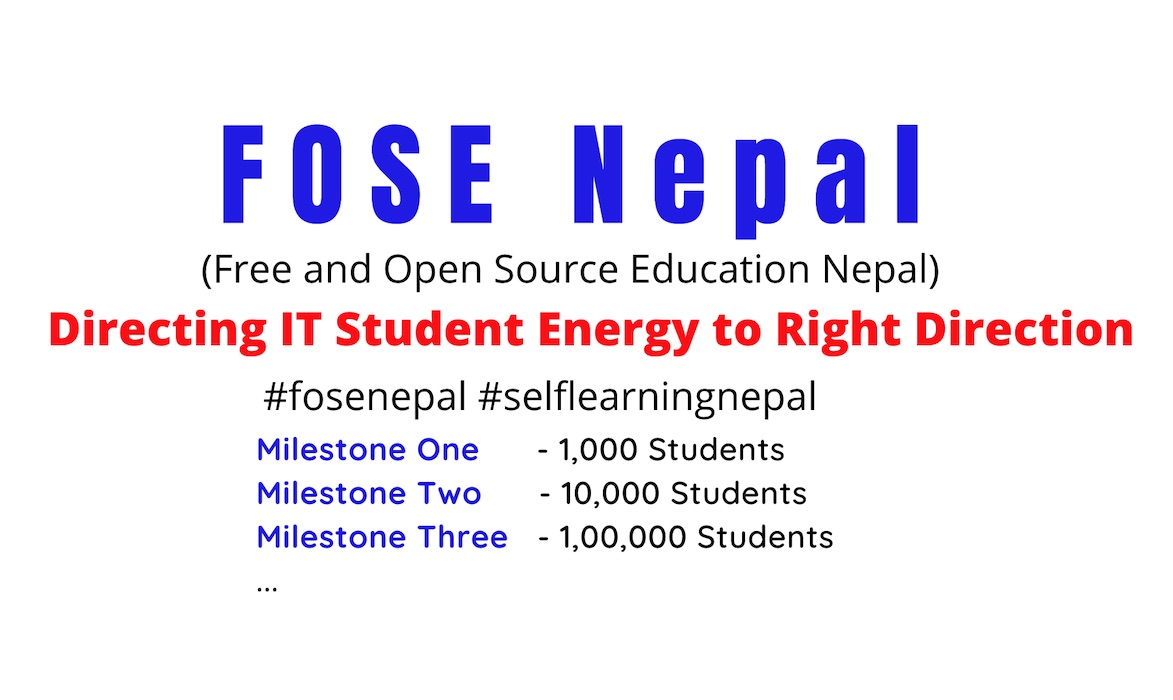 FOSE Nepal
(Free and Open Source Education Nepal)
Directing IT Student Energy to Right Direction
#fosenepal #selflearningnepal
Milestone One - 1,000 Students
Milestone Two - 10,000 Students
Milestone Three - 1,00,000 Students
...